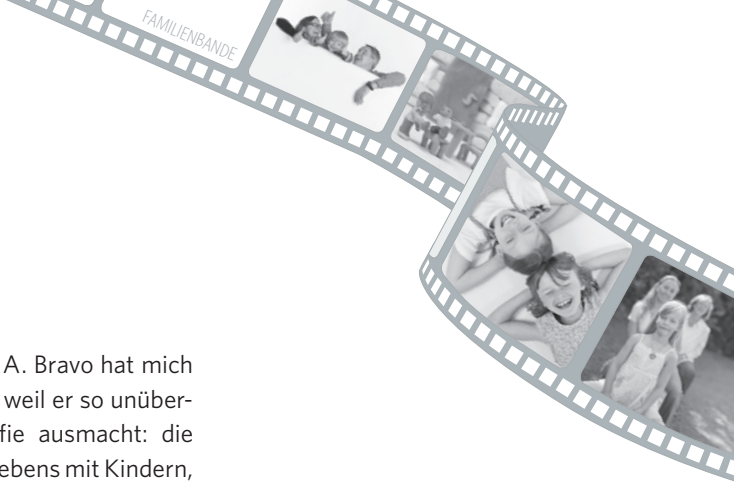 FAMILIENBANDE
A. Bravo hat mich
weil er so unüber-
fie ausmacht: die
ebens mit Kindern,